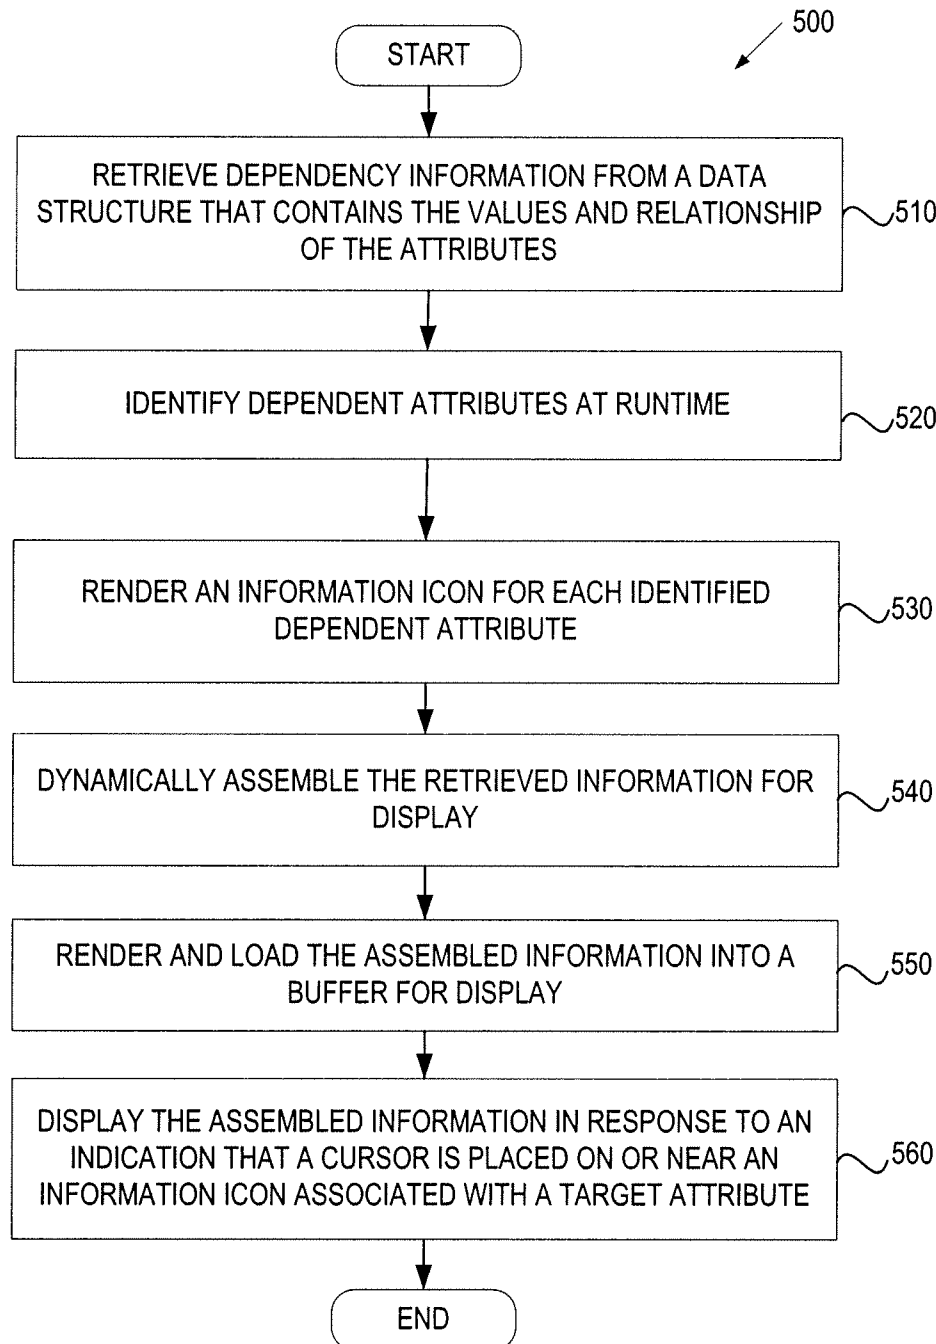 500
START
RETRIEVE DEPENDENCY INFORMATION FROM A DATA
STRUCTURE THAT CONTAINS THE VALUES AND RELATIONSHIP
OF THE ATTRIBUTES
510
IDENTIFY DEPENDENT ATTRIBUTES AT RUNTIME
520
RENDER AN INFORMATION ICON FOR EACH IDENTIFIED
DEPENDENT ATTRIBUTE
530
DYNAMICALLY ASSEMBLE THE RETRIEVED INFORMATION FOR
DISPLAY
540
RENDER AND LOAD THE ASSEMBLED INFORMATION INTO A
BUFFER FOR DISPLAY
550
DISPLAY THE ASSEMBLED INFORMATION IN RESPONSE TO AN
INDICATION THAT A CURSOR IS PLACED ON OR NEAR AN
INFORMATION ICON ASSOCIATED WITH A TARGET ATTRIBUTE
560
END